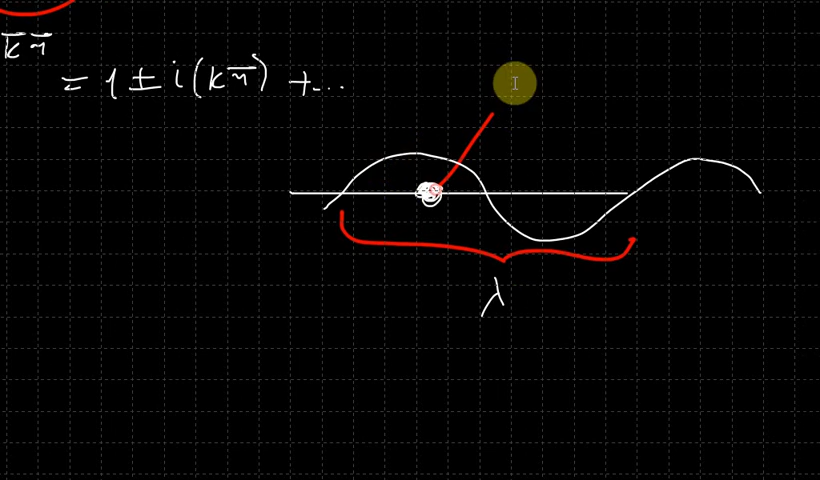 k̄ r̄
= 1 ± i(k r̄) + ...
λ